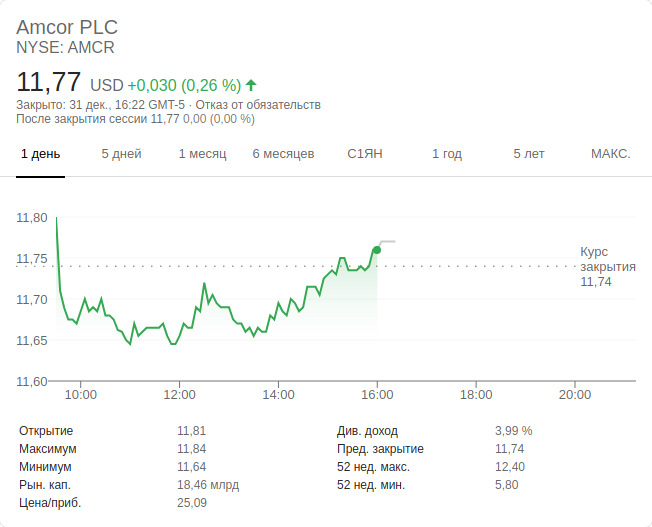 Amcor PLC
NYSE: AMCR
11,77 USD +0,030 (0,26 %)
Закрыто: 31 дек., 16:22 GMT-5 · Отказ от обязательств
После закрытия сессии 11,77 0,00 (0,00 %)
1 день 5 дней 1 месяц 6 месяцев С1ЯН 1 год 5 лет МАКС.
11,80
11,75
11,70
11,65
11,60
Курс
закрытия
11,74
10:00 12:00 14:00 16:00 18:00 20:00
Открытие 11,81 Див. доход 3,99 %
Максимум 11,84 Пред. закрытие 11,74
Минимум 11,64 52 нед. макс. 12,40
Рын. кап. 18,46 млрд 52 нед. мин. 5,80
Цена/приб. 25,09